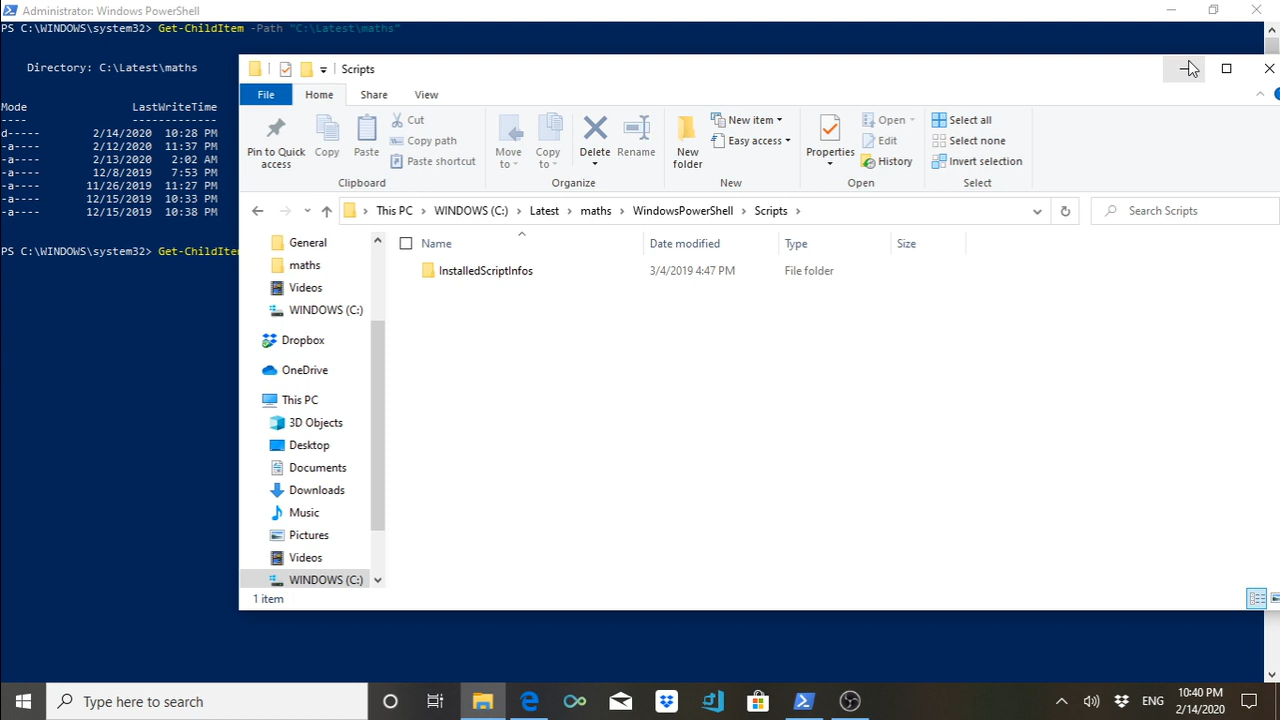 Administrator: Windows PowerShell
PS C:\WINDOWS\system32> Get-ChildItem -Path "C:\Latest\maths"
Directory: C:\Latest\maths
Mode LastWriteTime
---- -------------
d----- 2/14/2020 10:28 PM
-a---- 2/12/2020 11:37 PM
-a---- 2/13/2020 2:02 AM
-a---- 12/8/2019 7:53 PM
-a---- 11/26/2019 11:27 PM
-a---- 12/15/2019 10:33 PM
-a---- 12/15/2019 10:38 PM
PS C:\WINDOWS\system32> Get-ChildItem
Scripts
File Home Share View
Pin to Quick access
Copy
Paste
Cut
Copy path
Paste shortcut
Clipboard
Move to
Copy to
Delete
Rename
Organize
New folder
New item
Easy access
New
Properties
Open
Edit
History
Open
Select all
Select none
Invert selection
Select
This PC > WINDOWS (C:) > Latest > maths > WindowsPowerShell > Scripts >
Search Scripts
General
maths
Videos
WINDOWS (C:)
Dropbox
OneDrive
This PC
3D Objects
Desktop
Documents
Downloads
Music
Pictures
Videos
WINDOWS (C:)
Name Date modified Type Size
InstalledScriptInfos 3/4/2019 4:47 PM File folder
1 item
Type here to search
ENG
10:40 PM
2/14/2020